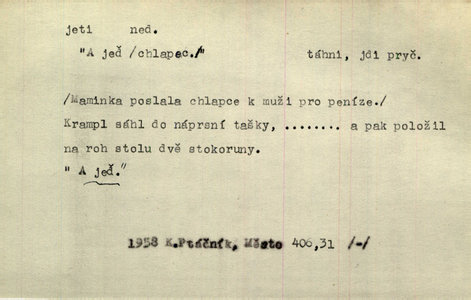 jeti ned.
"A jeď /chlapec./" táhni, jdi pryč.
/Maminka poslala chlapce k muži pro peníze./
Krampl sáhl do náprsní tašky, ........ a pak položil
na roh stolu dvě stokoruny.
" A jeď."
1958 K.Ptáčník, Město 406,31 /-/